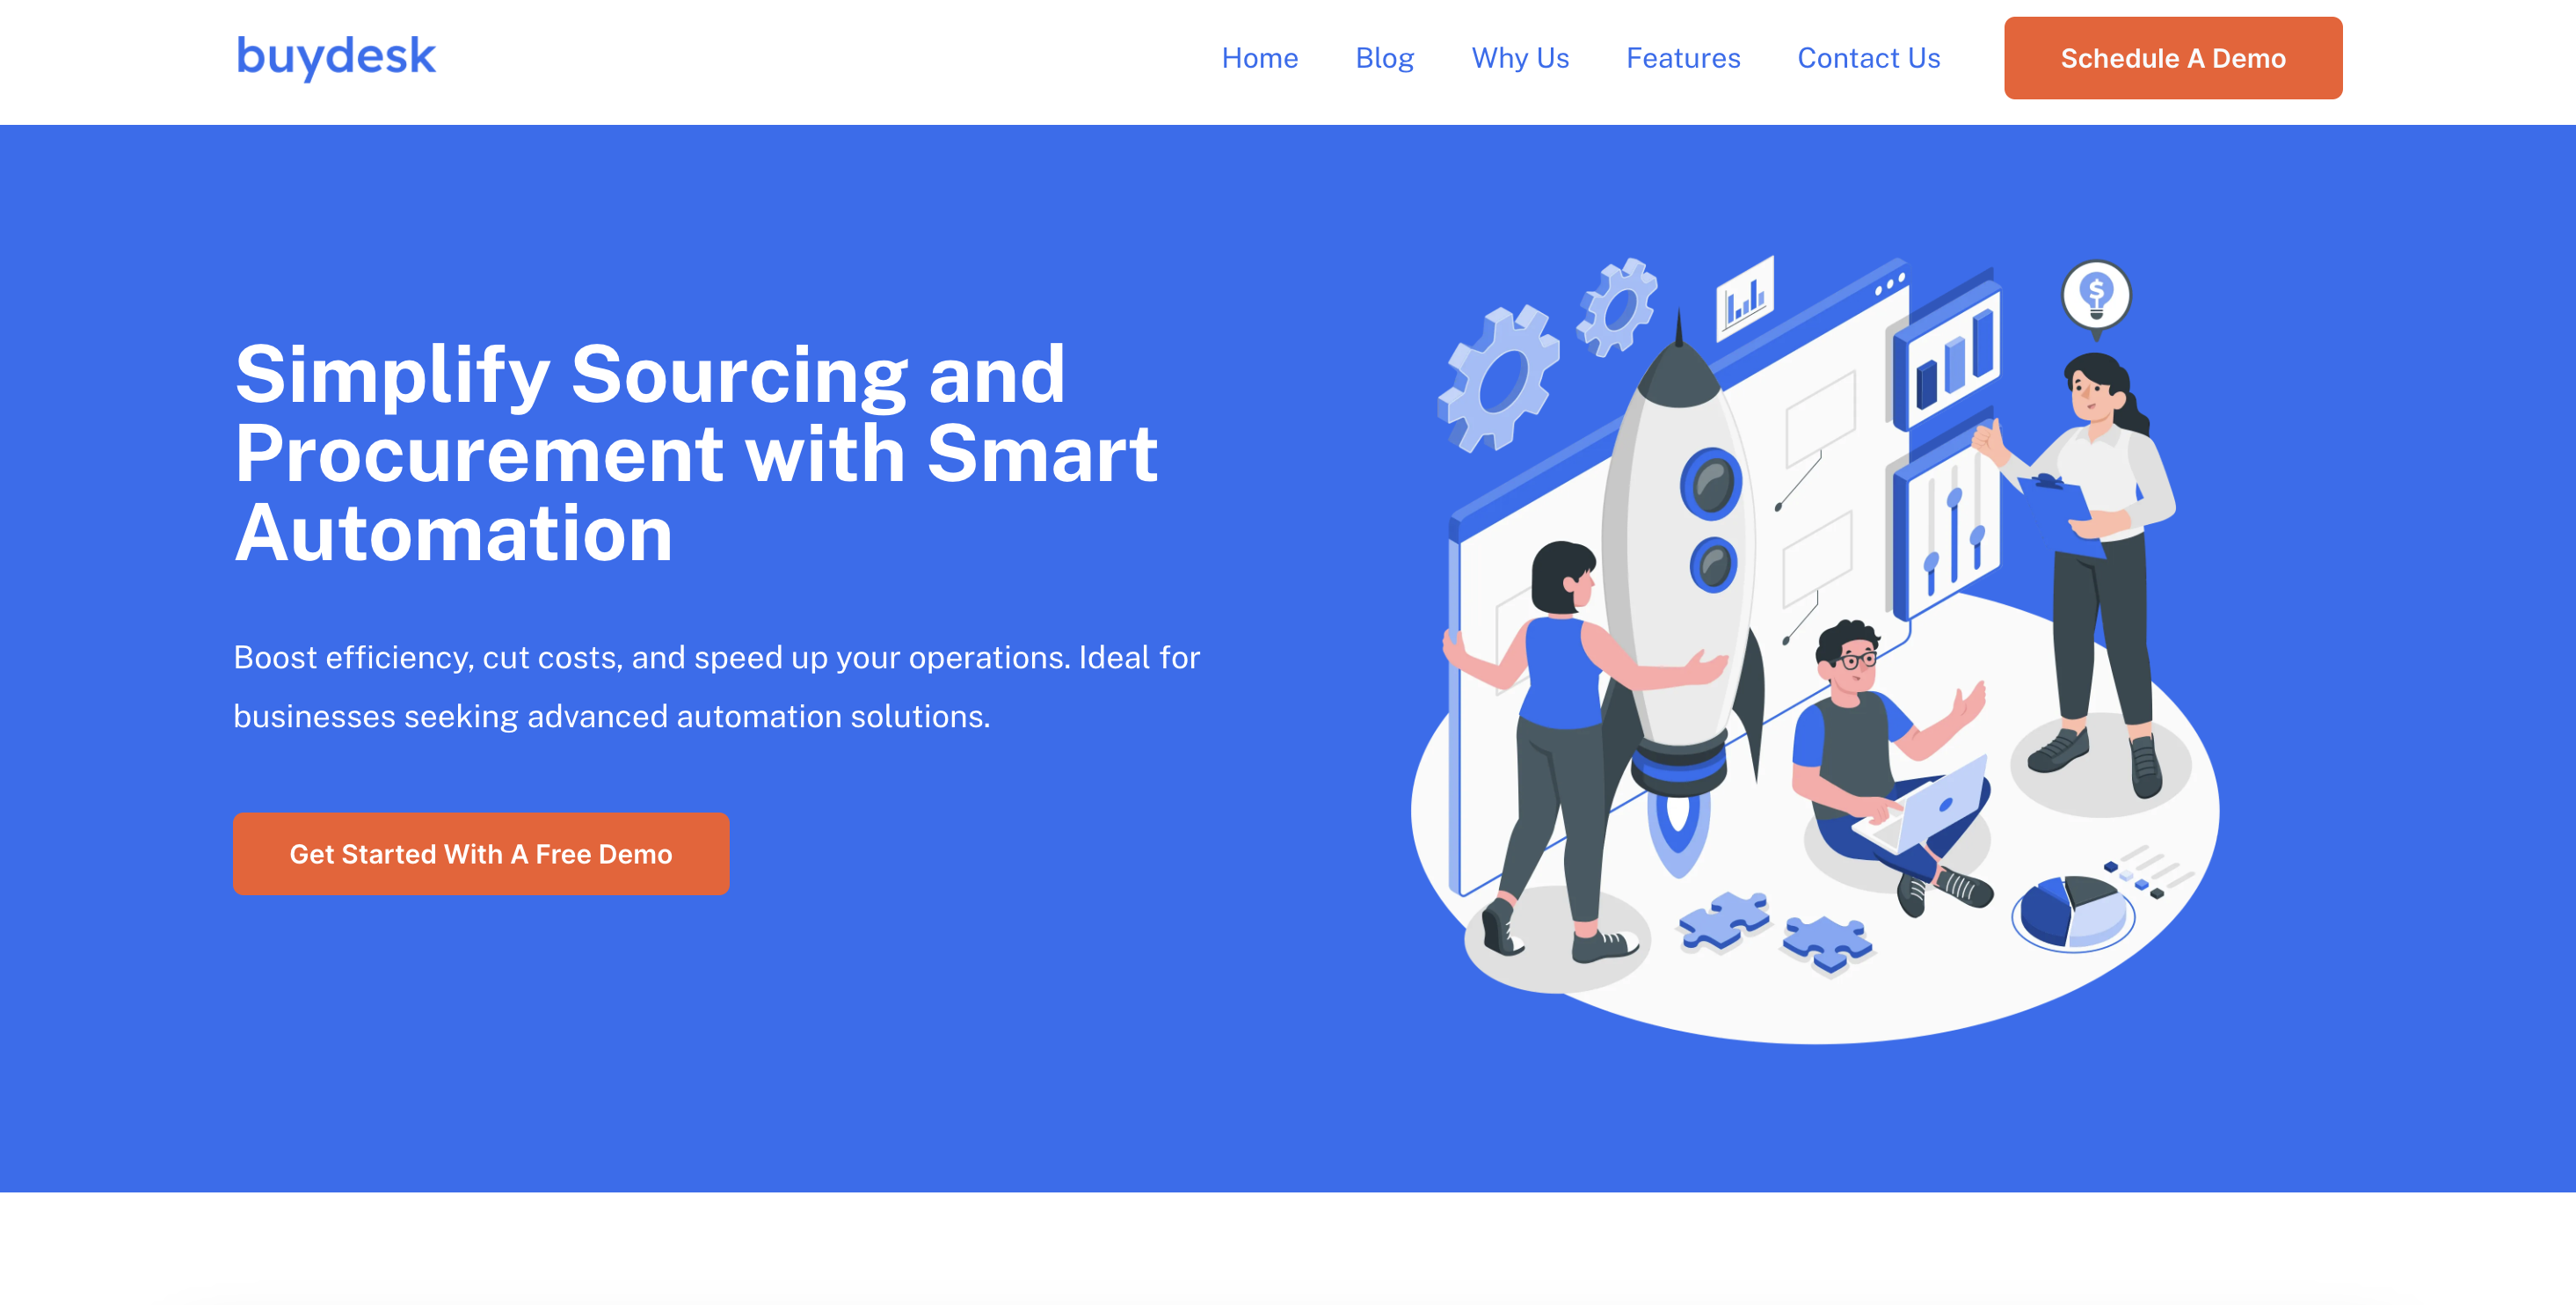 buydesk
Home
Blog
Why Us
Features
Contact Us
Schedule A Demo
Simplify Sourcing and
Procurement with Smart
Automation
Boost efficiency, cut costs, and speed up your operations. Ideal for
businesses seeking advanced automation solutions.
Get Started With A Free Demo
$